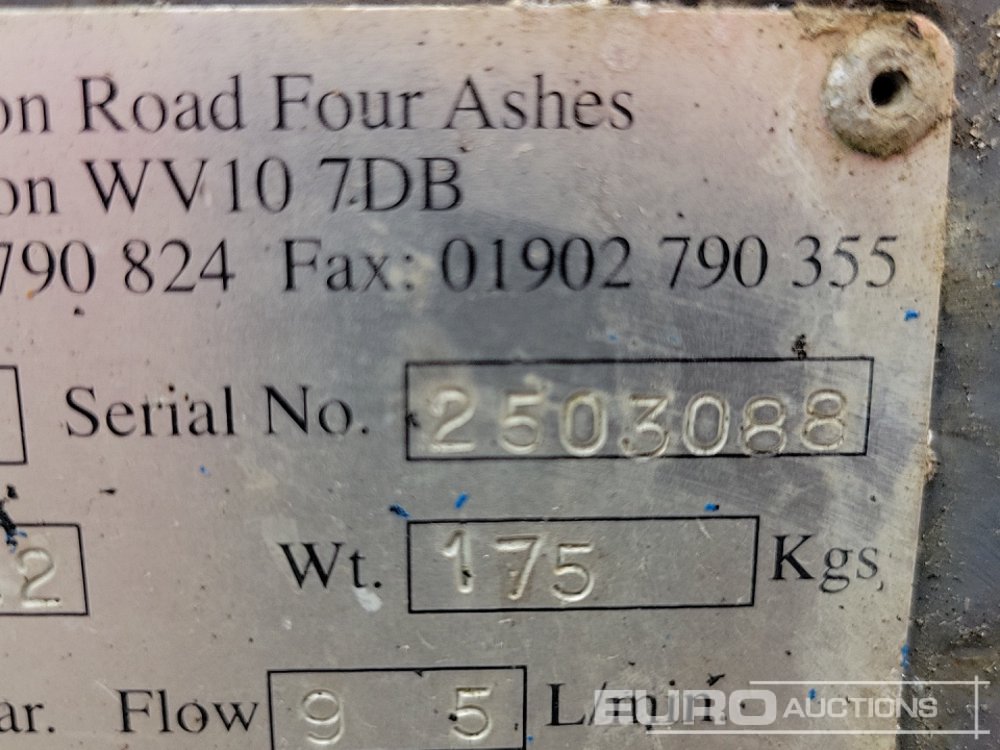 on Road Four Ashes
on WV10 7DB
790 824 Fax: 01902 790 355
Serial No. 2503088
2 Wt. 175 Kgs
ar. Flow 9 5 L/min.
EURO AUCTIONS